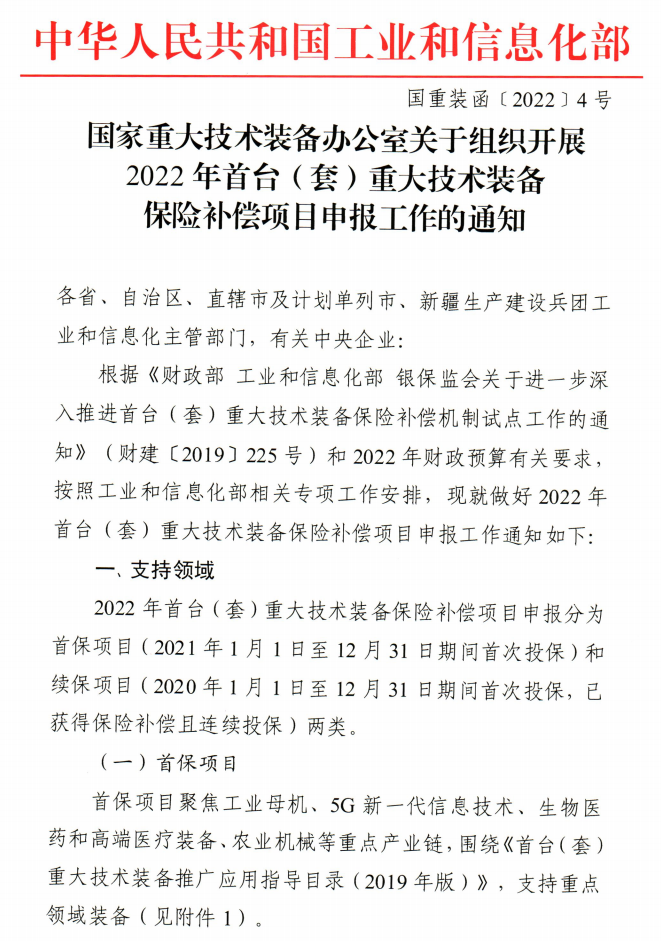 中华人民共和国工业和信息化部
国重装函〔2022〕4号
国家重大技术装备办公室关于组织开展
2022年首台（套）重大技术装备
保险补偿项目申报工作的通知
各省、自治区、直辖市及计划单列市、新疆生产建设兵团工
业和信息化主管部门，有关中央企业：
根据《财政部 工业和信息化部 银保监会关于进一步深
入推进首台（套）重大技术装备保险补偿机制试点工作的通
知》（财建〔2019〕225号）和2022年财政预算有关要求，
按照工业和信息化部相关专项工作安排，现就做好2022年
首台（套）重大技术装备保险补偿项目申报工作通知如下：
一、支持领域
2022年首台（套）重大技术装备保险补偿项目申报分为
首保项目（2021年1月1日至12月31日期间首次投保）和
续保项目（2020年1月1日至12月31日期间首次投保，已
获得保险补偿且连续投保）两类。
（一）首保项目
首保项目聚焦工业母机、5G新一代信息技术、生物医
药和高端医疗装备、农业机械等重点产业链，围绕《首台（套）
重大技术装备推广应用指导目录（2019年版）》，支持重点
领域装备（见附件1）。